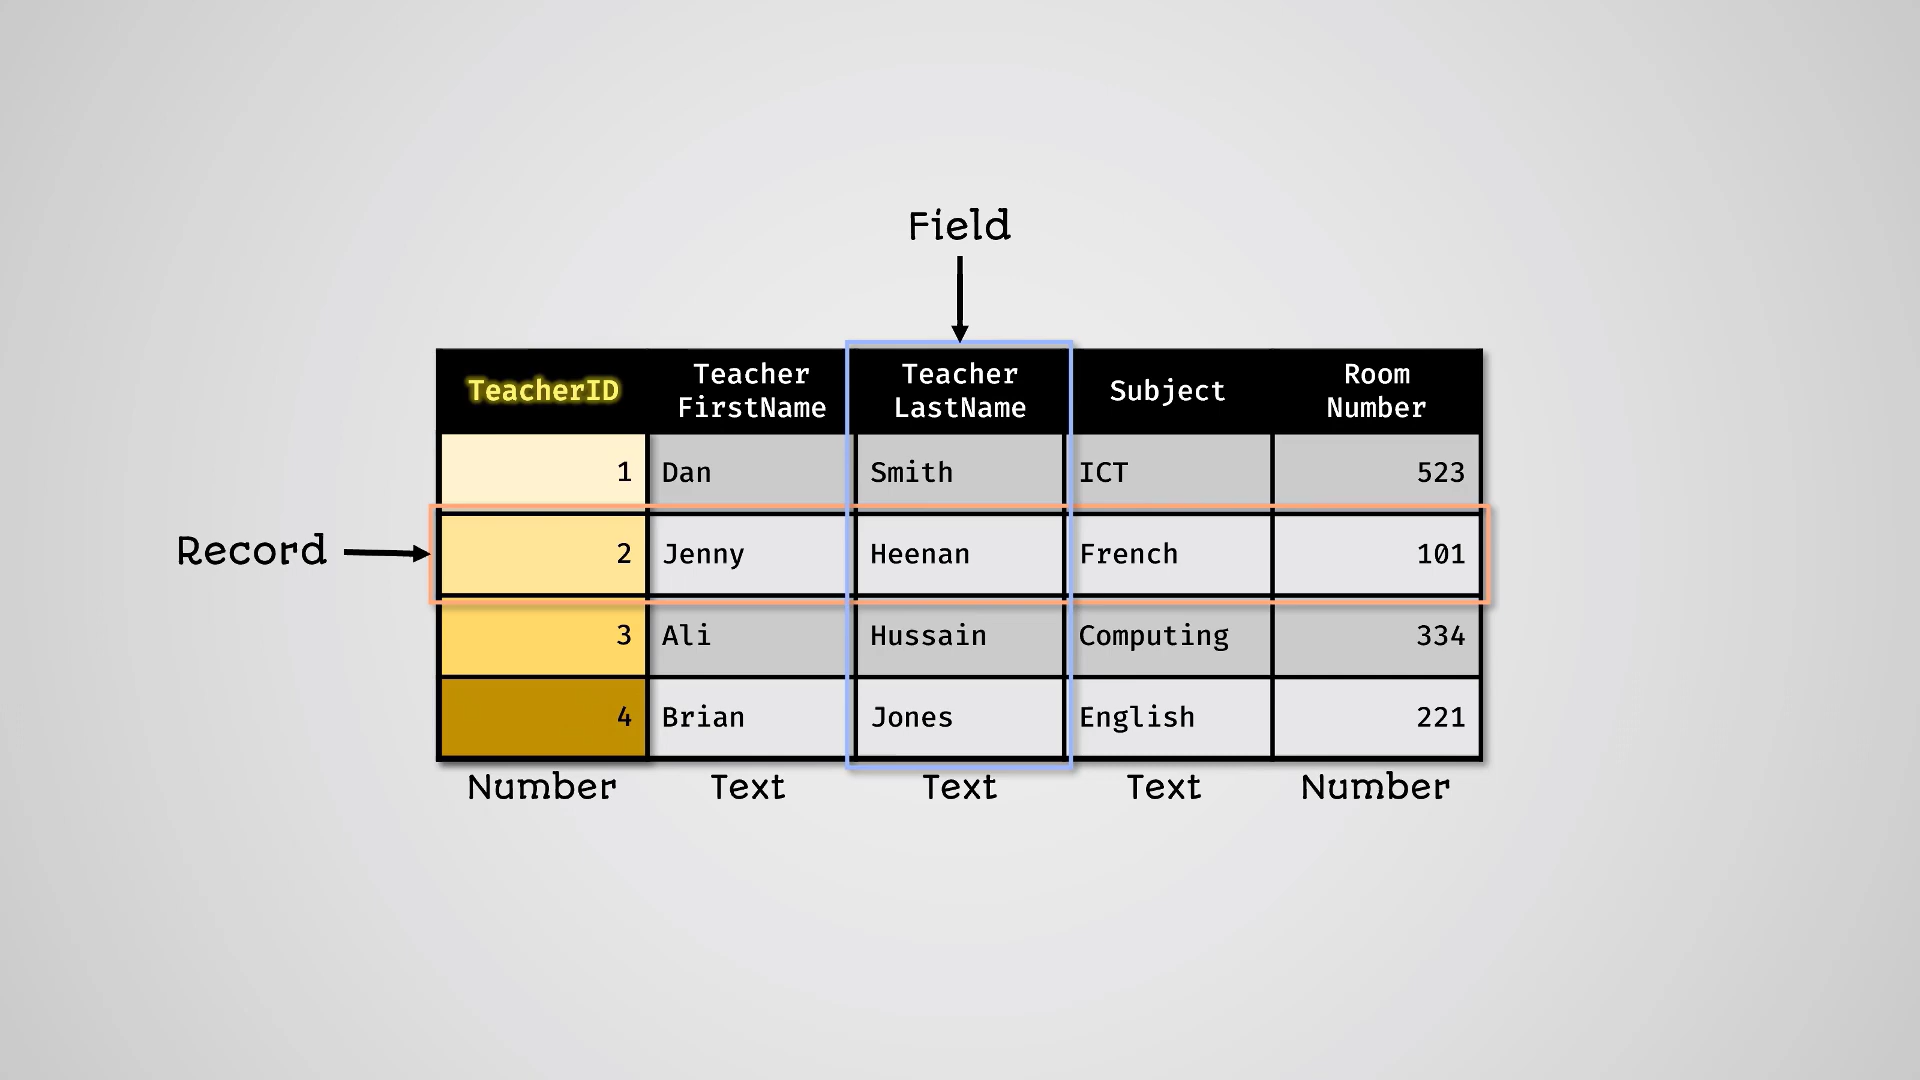 Field
TeacherID Teacher FirstName Teacher LastName Subject Room Number
1 Dan Smith ICT 523
Record
2 Jenny Heenan French 101
3 Ali Hussain Computing 334
4 Brian Jones English 221
Number Text Text Text Number